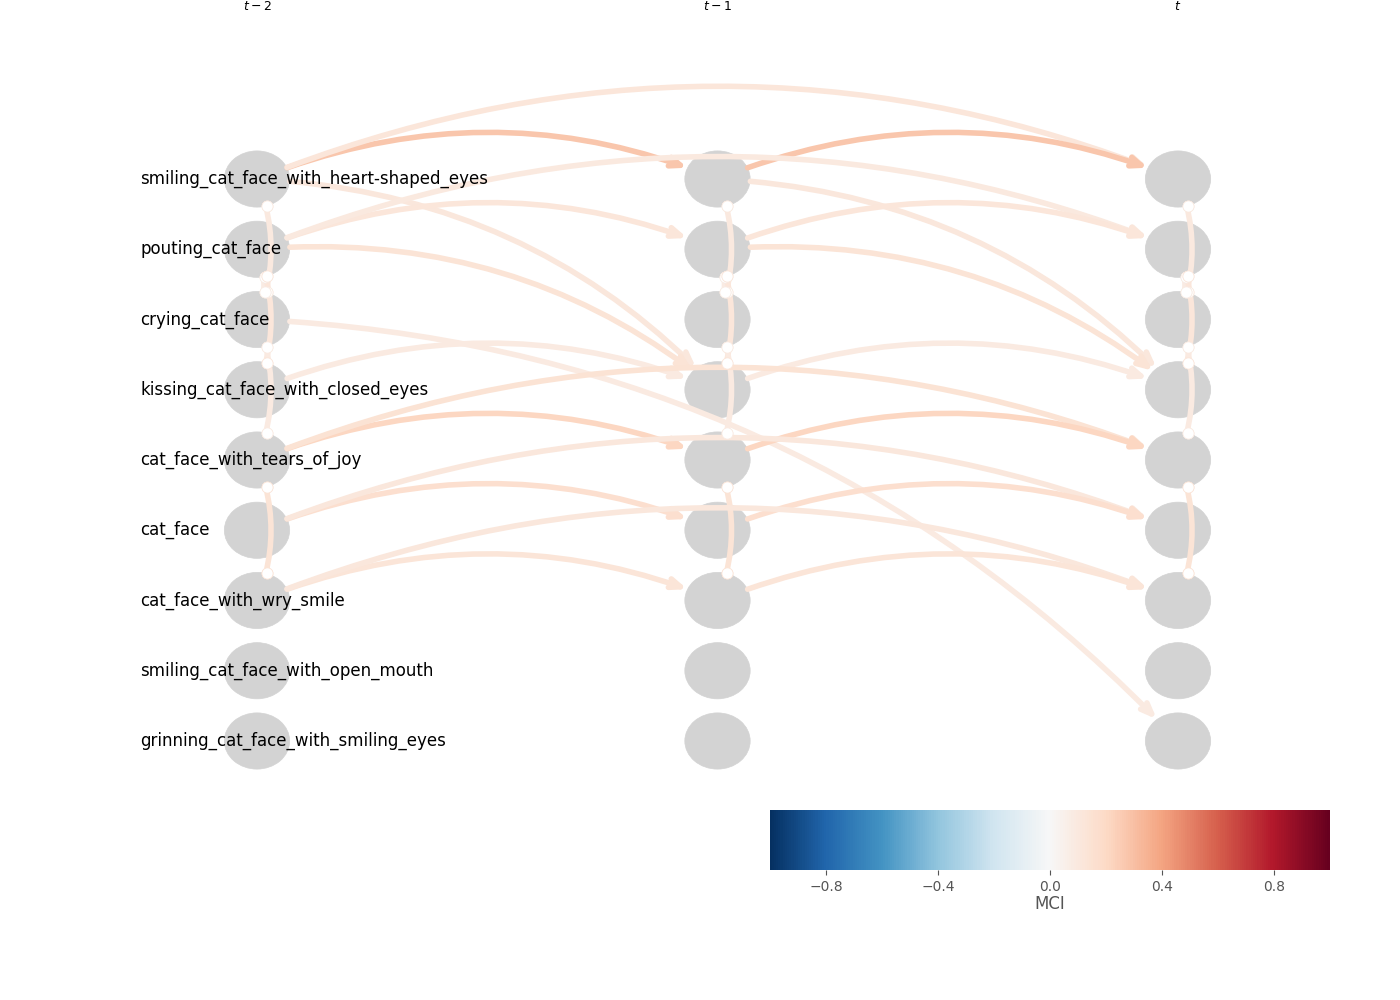 t − 2 t − 1 t
smiling_cat_face_with_heart-shaped_eyes
pouting_cat_face
crying_cat_face
kissing_cat_face_with_closed_eyes
cat_face_with_tears_of_joy
cat_face
cat_face_with_wry_smile
smiling_cat_face_with_open_mouth
grinning_cat_face_with_smiling_eyes
−0.8 −0.4 0.0 0.4 0.8
MCI